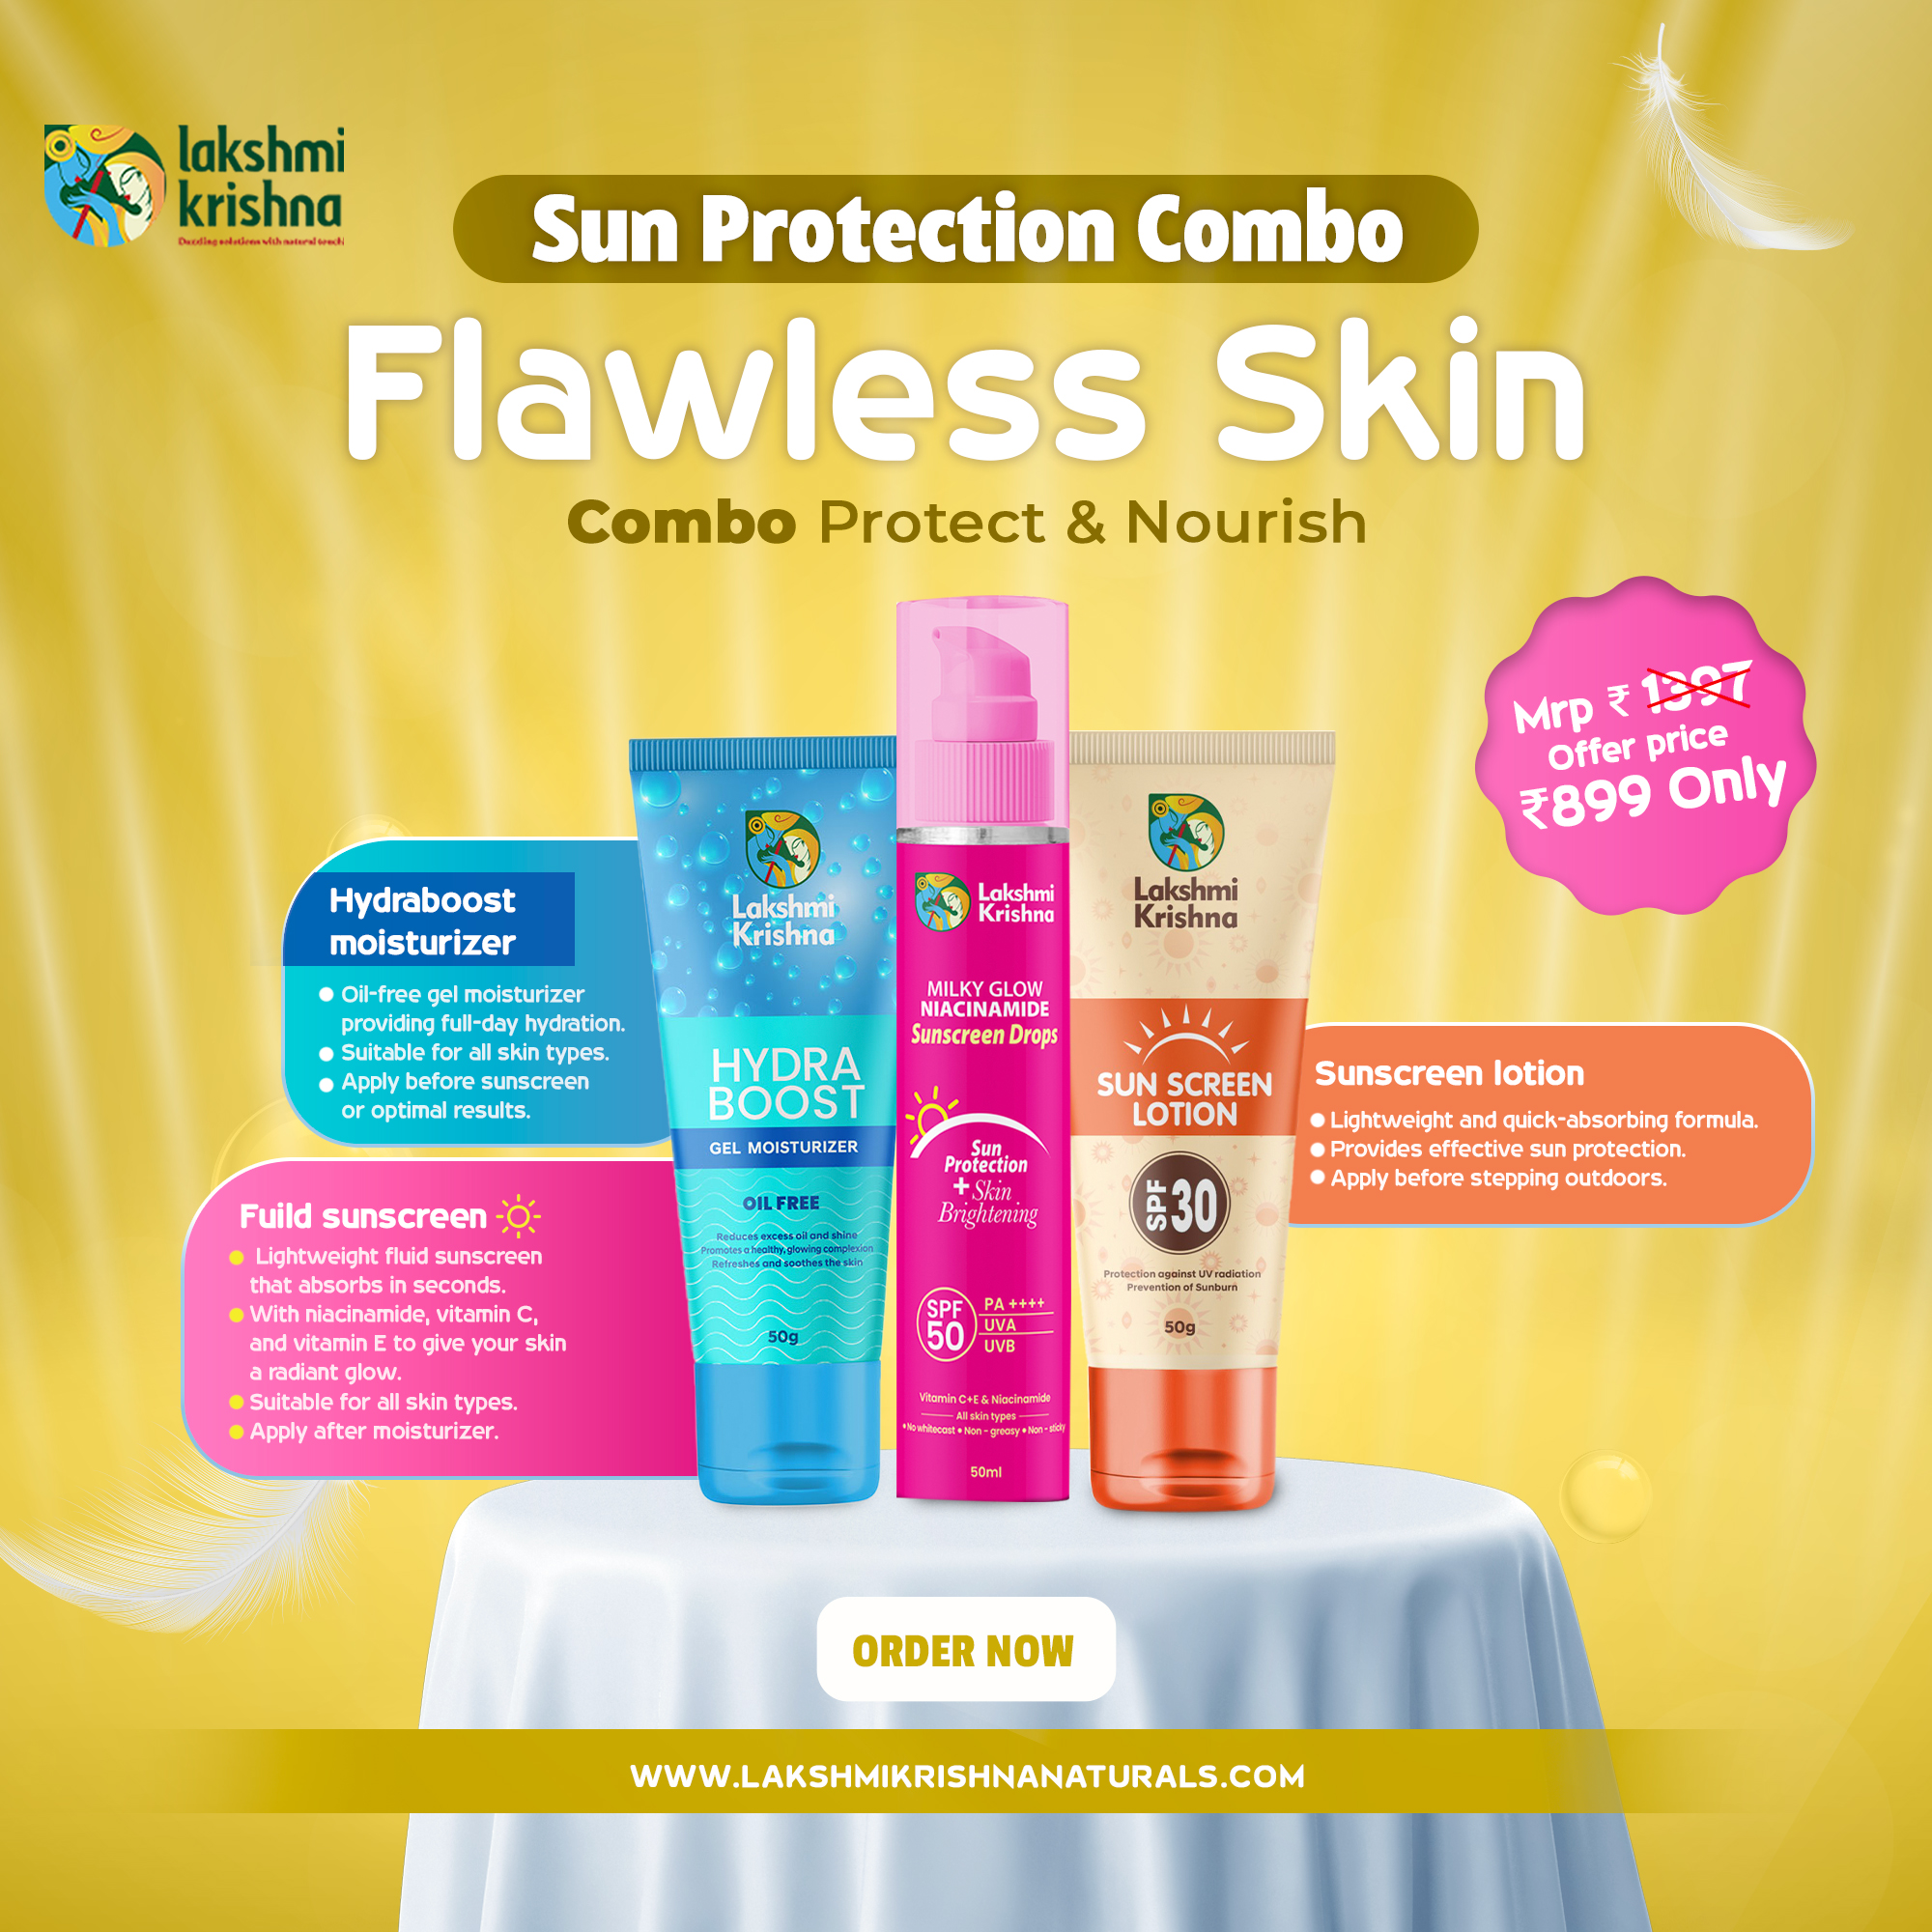 lakshmi
krishna
Dazzling solutions with natural touch
Sun Protection Combo
Flawless Skin
Combo Protect & Nourish
Mrp ₹ 1397
Offer price
₹899 Only
Hydraboost
moisturizer
Oil-free gel moisturizer
providing full-day hydration.
Suitable for all skin types.
Apply before sunscreen
or optimal results.
Fuild sunscreen
Lightweight fluid sunscreen
that absorbs in seconds.
With niacinamide, vitamin C,
and vitamin E to give your skin
a radiant glow.
Suitable for all skin types.
Apply after moisturizer.
Lakshmi
Krishna
HYDRA
BOOST
GEL MOISTURIZER
OIL FREE
Reduces excess oil and shine
Promotes a healthy, glowing complexion
Refreshes and soothes the skin
50g
Lakshmi
Krishna
MILKY GLOW
NIACINAMIDE
Sunscreen Drops
Sun
Protection
+ Skin
Brightening
SPF
50
PA ++++
UVA
UVB
Vitamin C+E & Niacinamide
All skin types
• No whitecast • Non - greasy • Non - sticky
50ml
Lakshmi
Krishna
SUN SCREEN
LOTION
SPF 30
Protection against UV radiation
Prevention of Sunburn
50g
Sunscreen lotion
Lightweight and quick-absorbing formula.
Provides effective sun protection.
Apply before stepping outdoors.
ORDER NOW
WWW.LAKSHMIKRISHNANATURALS.COM